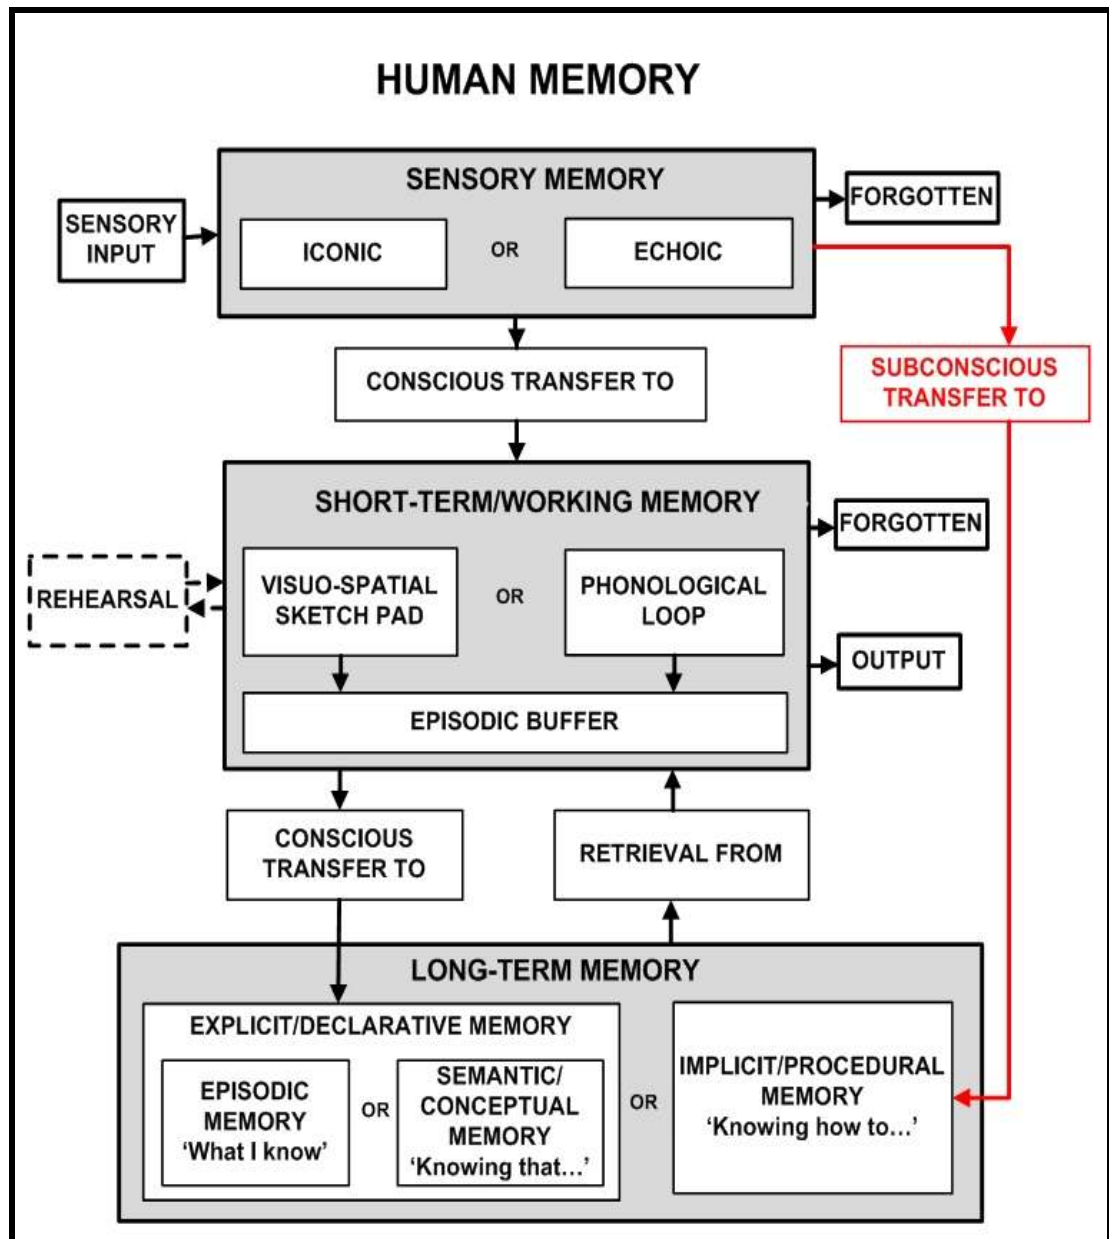 HUMAN MEMORY
SENSORY MEMORY
FORGOTTEN
SENSORY
INPUT
ICONIC
OR
ECHOIC
CONSCIOUS TRANSFER TO
SUBCONSCIOUS
TRANSFER TO
SHORT-TERM/WORKING MEMORY
FORGOTTEN
REHEARSAL
VISUO-SPATIAL
SKETCH PAD
OR
PHONOLOGICAL
LOOP
OUTPUT
EPISODIC BUFFER
CONSCIOUS
TRANSFER TO
RETRIEVAL FROM
LONG-TERM MEMORY
EXPLICIT/DECLARATIVE MEMORY
EPISODIC
MEMORY
‘What I know’
OR
SEMANTIC/
CONCEPTUAL
MEMORY
‘Knowing that…’
OR
IMPLICIT/PROCEDURAL
MEMORY
‘Knowing how to…’